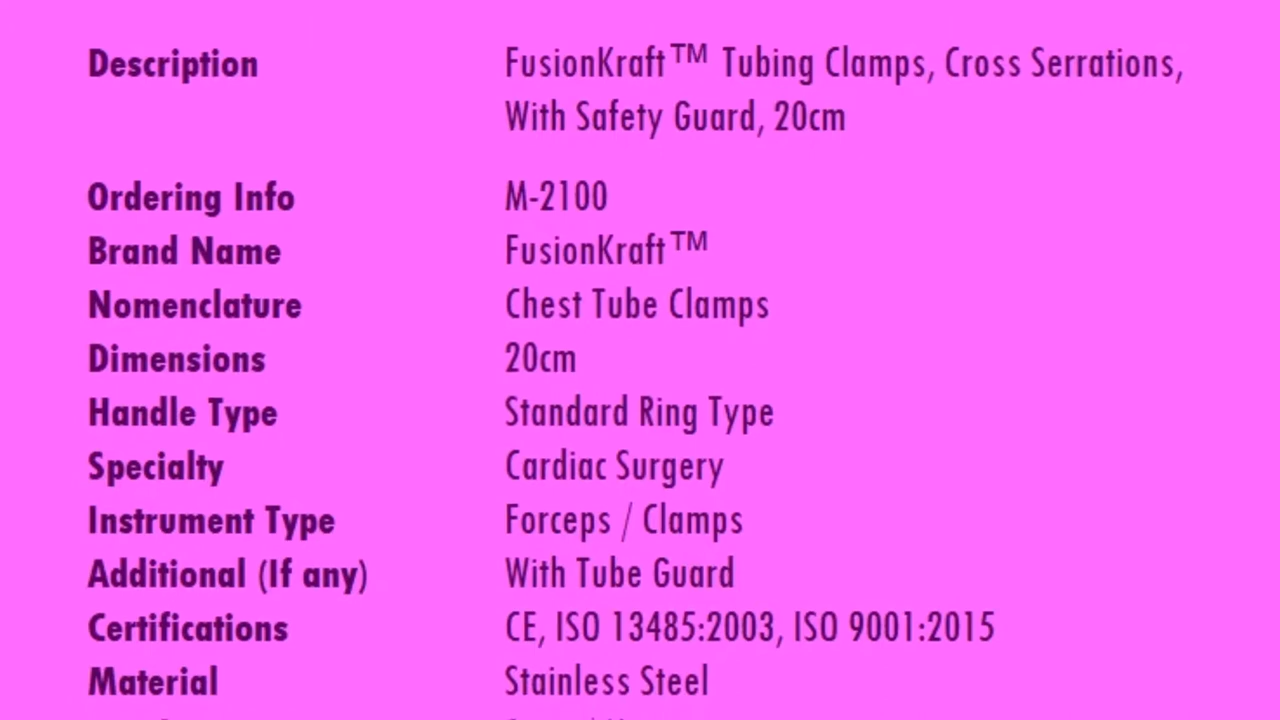 Description FusionKraft™ Tubing Clamps, Cross Serrations,
With Safety Guard, 20cm
Ordering Info M-2100
Brand Name FusionKraft™
Nomenclature Chest Tube Clamps
Dimensions 20cm
Handle Type Standard Ring Type
Specialty Cardiac Surgery
Instrument Type Forceps / Clamps
Additional (If any) With Tube Guard
Certifications CE, ISO 13485:2003, ISO 9001:2015
Material Stainless Steel